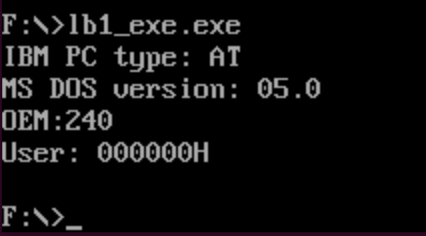 F:\>lb1_exe.exe
IBM PC type: AT
MS DOS version: 05.0
OEM:240
User: 000000H
F:\>_